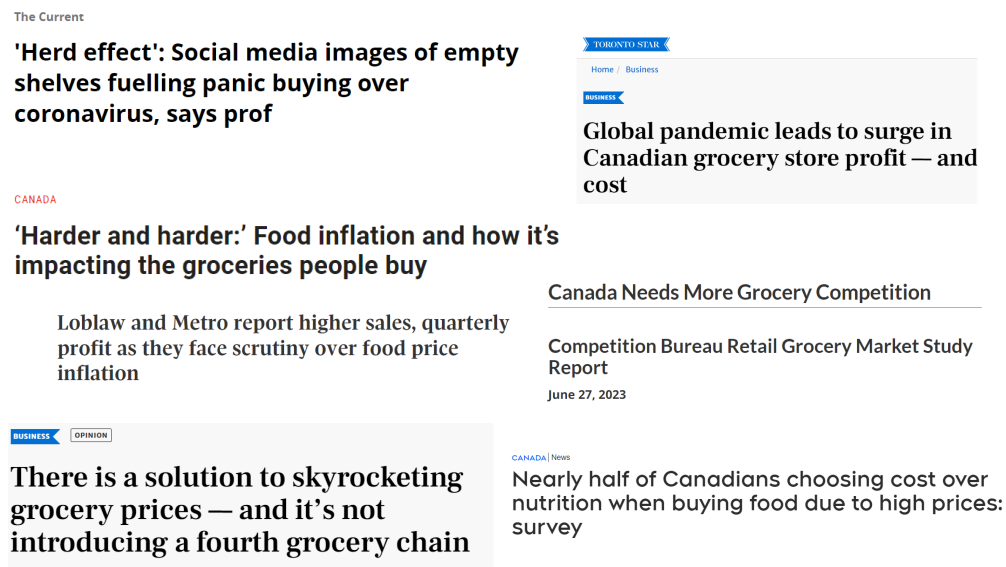 The Current
'Herd effect': Social media images of empty
shelves fuelling panic buying over
coronavirus, says prof
TORONTO STAR
Home / Business
BUSINESS
Global pandemic leads to surge in
Canadian grocery store profit — and
cost
CANADA
‘Harder and harder:’ Food inflation and how it’s
impacting the groceries people buy
Loblaw and Metro report higher sales, quarterly
profit as they face scrutiny over food price
inflation
Canada Needs More Grocery Competition
Competition Bureau Retail Grocery Market Study
Report
June 27, 2023
BUSINESS OPINION
There is a solution to skyrocketing
grocery prices — and it’s not
introducing a fourth grocery chain
CANADA | News
Nearly half of Canadians choosing cost over
nutrition when buying food due to high prices:
survey